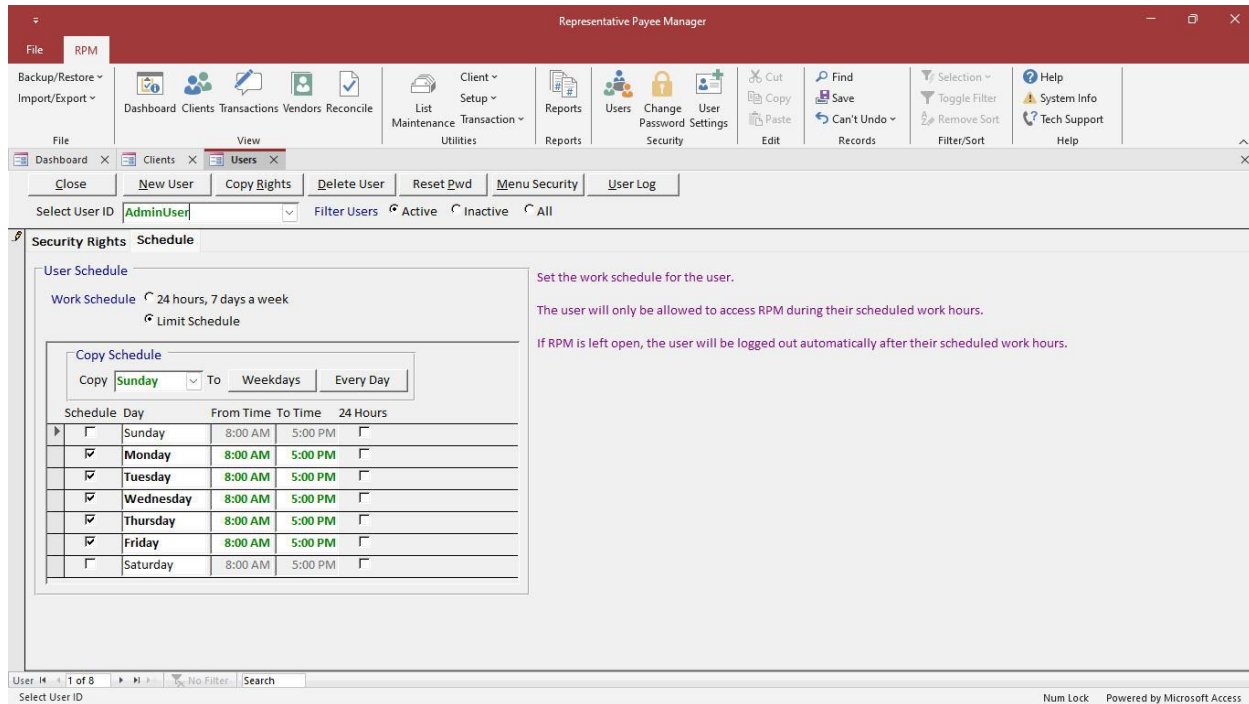 Representative Payee Manager
File RPM
Backup/Restore
Import/Export
Dashboard Clients Transactions Vendors Reconcile
List Maintenance
Client
Setup
Transaction
Reports
Users
Change Password
User Settings
Cut
Copy
Paste
Find
Save
Can't Undo
Selection
Toggle Filter
Remove Sort
Help
System Info
Tech Support
File View Utilities Reports Security Edit Records Filter/Sort Help
Dashboard X Clients X Users X
Close New User Copy Rights Delete User Reset Pwd Menu Security User Log
Select User ID AdminUser Filter Users Active Inactive All
Security Rights Schedule
User Schedule
Work Schedule 24 hours, 7 days a week
Limit Schedule
Copy Schedule
Copy Sunday To Weekdays Every Day
Schedule Day From Time To Time 24 Hours
Sunday 8:00 AM 5:00 PM
Monday 8:00 AM 5:00 PM
Tuesday 8:00 AM 5:00 PM
Wednesday 8:00 AM 5:00 PM
Thursday 8:00 AM 5:00 PM
Friday 8:00 AM 5:00 PM
Saturday 8:00 AM 5:00 PM
Set the work schedule for the user.
The user will only be allowed to access RPM during their scheduled work hours.
If RPM is left open, the user will be logged out automatically after their scheduled work hours.
User 1 of 8 No Filter Search
Select User ID Num Lock Powered by Microsoft Access